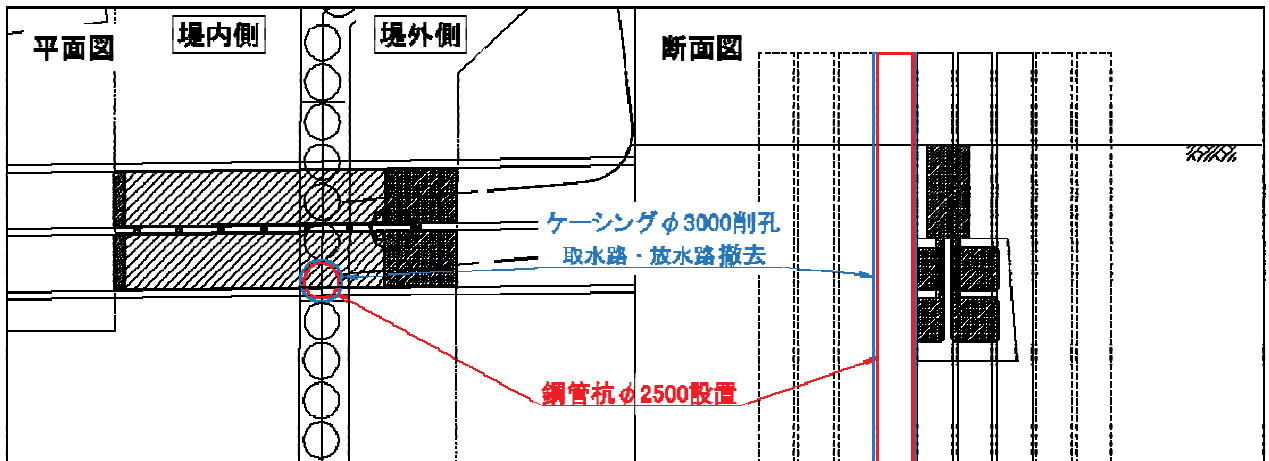 平面図
堤内側
堤外側
断面図
ケーシングφ3000削孔
取水路・放水路撤去
鋼管杭φ2500設置